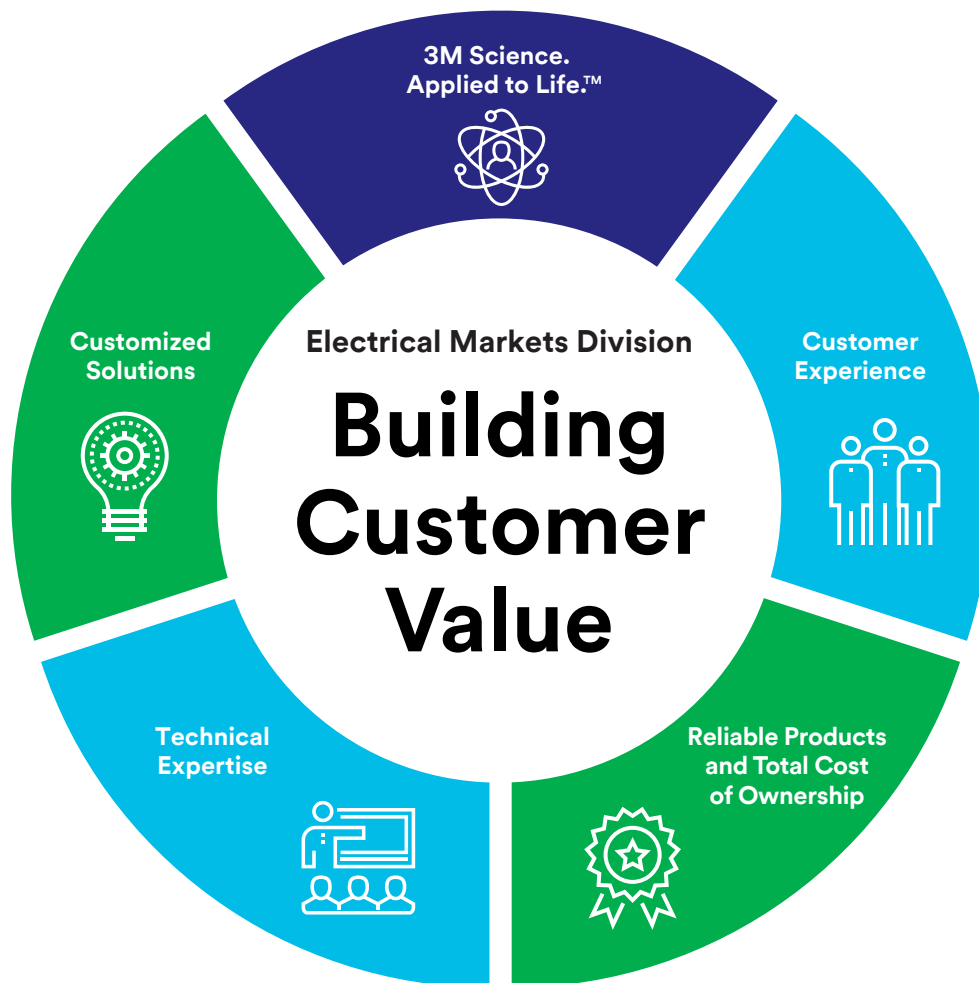 3M Science.
Applied to Life.™
Customized
Solutions
Electrical Markets Division
Building
Customer
Value
Customer
Experience
Technical
Expertise
Reliable Products
and Total Cost
of Ownership